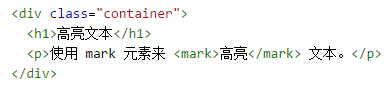 <div class="container">
  <h1>高亮文本</h1>
  <p>使用 mark 元素来 <mark>高亮</mark> 文本。</p>
</div>